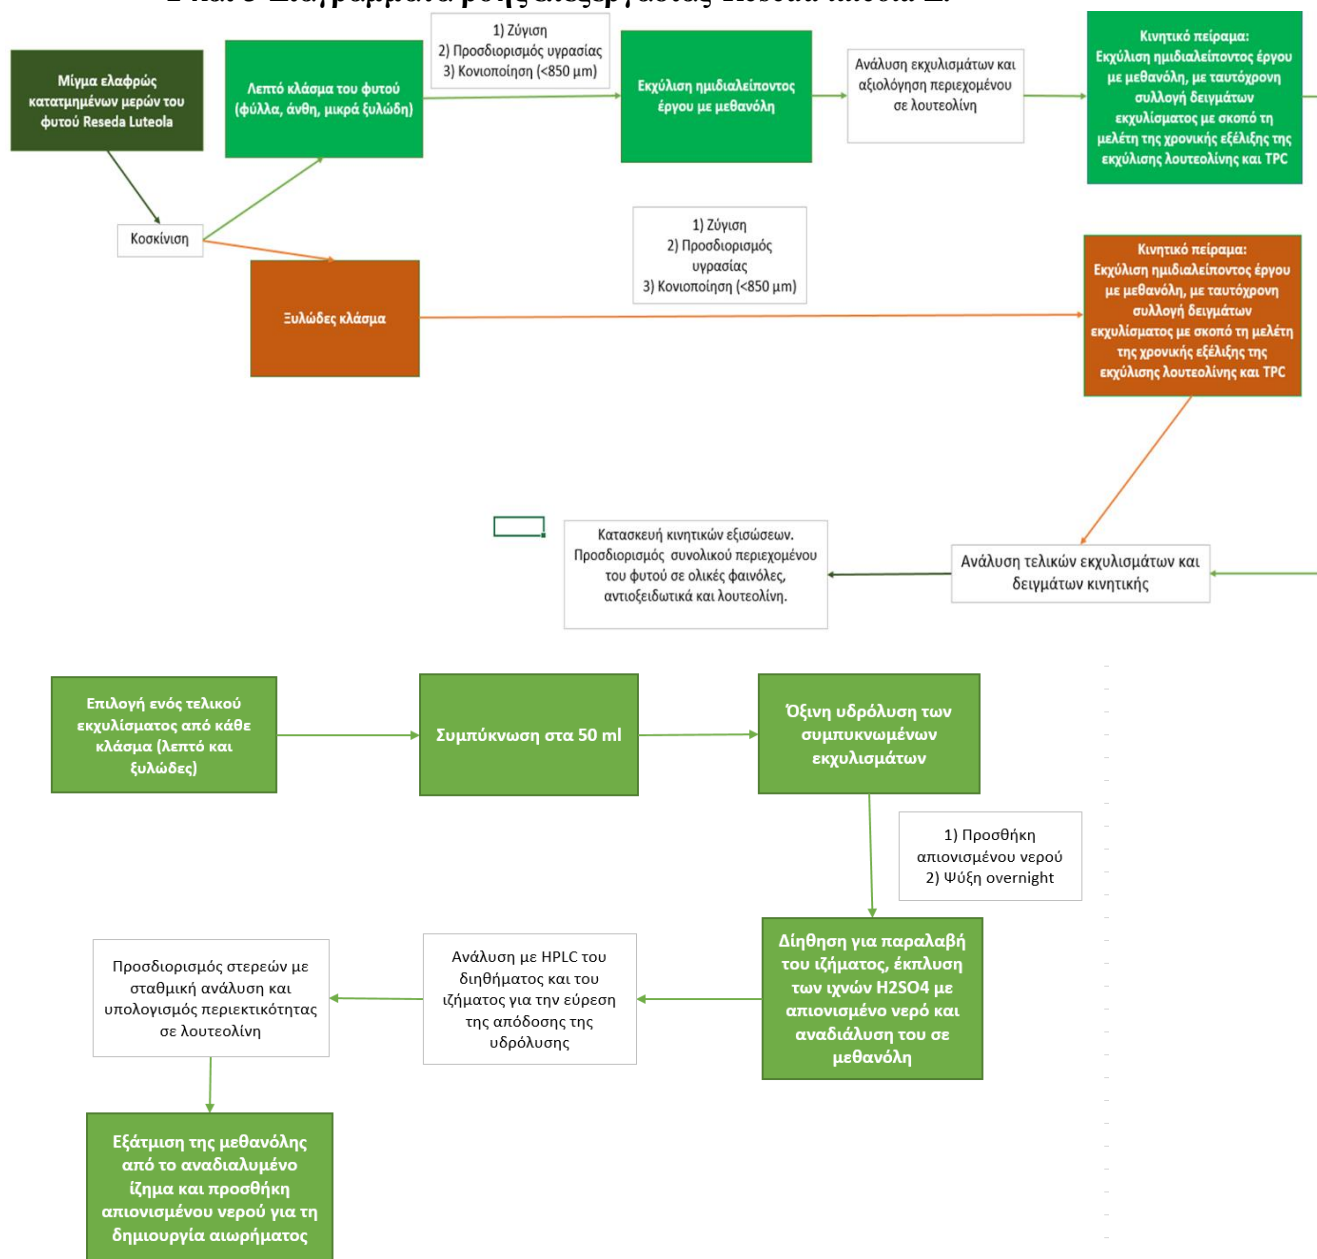 Μίγμα ελαφρώς
κατατμημένων μερών του
φυτού Reseda Luteola
Κοσκίνιση
Λεπτό κλάσμα του φυτού
(φύλλα, άνθη, μικρά ξυλώδη)
1) Ζύγιση
2) Προσδιορισμός υγρασίας
3) Κονιοποίηση (<850 μm)
Εκχύλιση ημιδιαλείποντος
έργου με μεθανόλη
Ανάλυση εκχυλισμάτων και
αξιολόγηση περιεχομένου
σε λουτεολίνη
Κινητικό πείραμα:
Εκχύλιση ημιδιαλείποντος έργου
με μεθανόλη, με ταυτόχρονη
συλλογή δειγμάτων
εκχυλίσματος με σκοπό τη
μελέτη της χρονικής εξέλιξης της
εκχύλισης λουτεολίνης και TPC
Ξυλώδες κλάσμα
1) Ζύγιση
2) Προσδιορισμός
υγρασίας
3) Κονιοποίηση (<850 μm)
Κινητικό πείραμα:
Εκχύλιση ημιδιαλείποντος έργου
με μεθανόλη, με ταυτόχρονη
συλλογή δειγμάτων
εκχυλίσματος με σκοπό τη μελέτη
της χρονικής εξέλιξης της
εκχύλισης λουτεολίνης και TPC
Ανάλυση τελικών εκχυλισμάτων και
δειγμάτων κινητικής
Κατασκευή κινητικών εξισώσεων.
Προσδιορισμός συνολικού περιεχομένου
του φυτού σε ολικές φαινόλες,
αντιοξειδωτικά και λουτεολίνη.
Επιλογή ενός τελικού
εκχυλίσματος από κάθε
κλάσμα (λεπτό και
ξυλώδες)
Συμπύκνωση στα 50 ml
Όξινη υδρόλυση των
συμπυκνωμένων
εκχυλισμάτων
1) Προσθήκη
απιονισμένου νερού
2) Ψύξη overnight
Δίηθηση για παραλαβή
του ιζήματος, έκπλυση
των ιχνών H2SO4 με
απιονισμένο νερό και
αναδιάλυση του σε
μεθανόλη
Ανάλυση με HPLC του
διηθήματος και του
ιζήματος για την εύρεση
της απόδοσης της
υδρόλυσης
Προσδιορισμός στερεών με
σταθμική ανάλυση και
υπολογισμός περιεκτικότητας
σε λουτεολίνη
Εξάτμιση της μεθανόλης
από το αναδιαλυμένο
ίζημα και προσθήκη
απιονισμένου νερού για τη
δημιουργία αιωρήματος